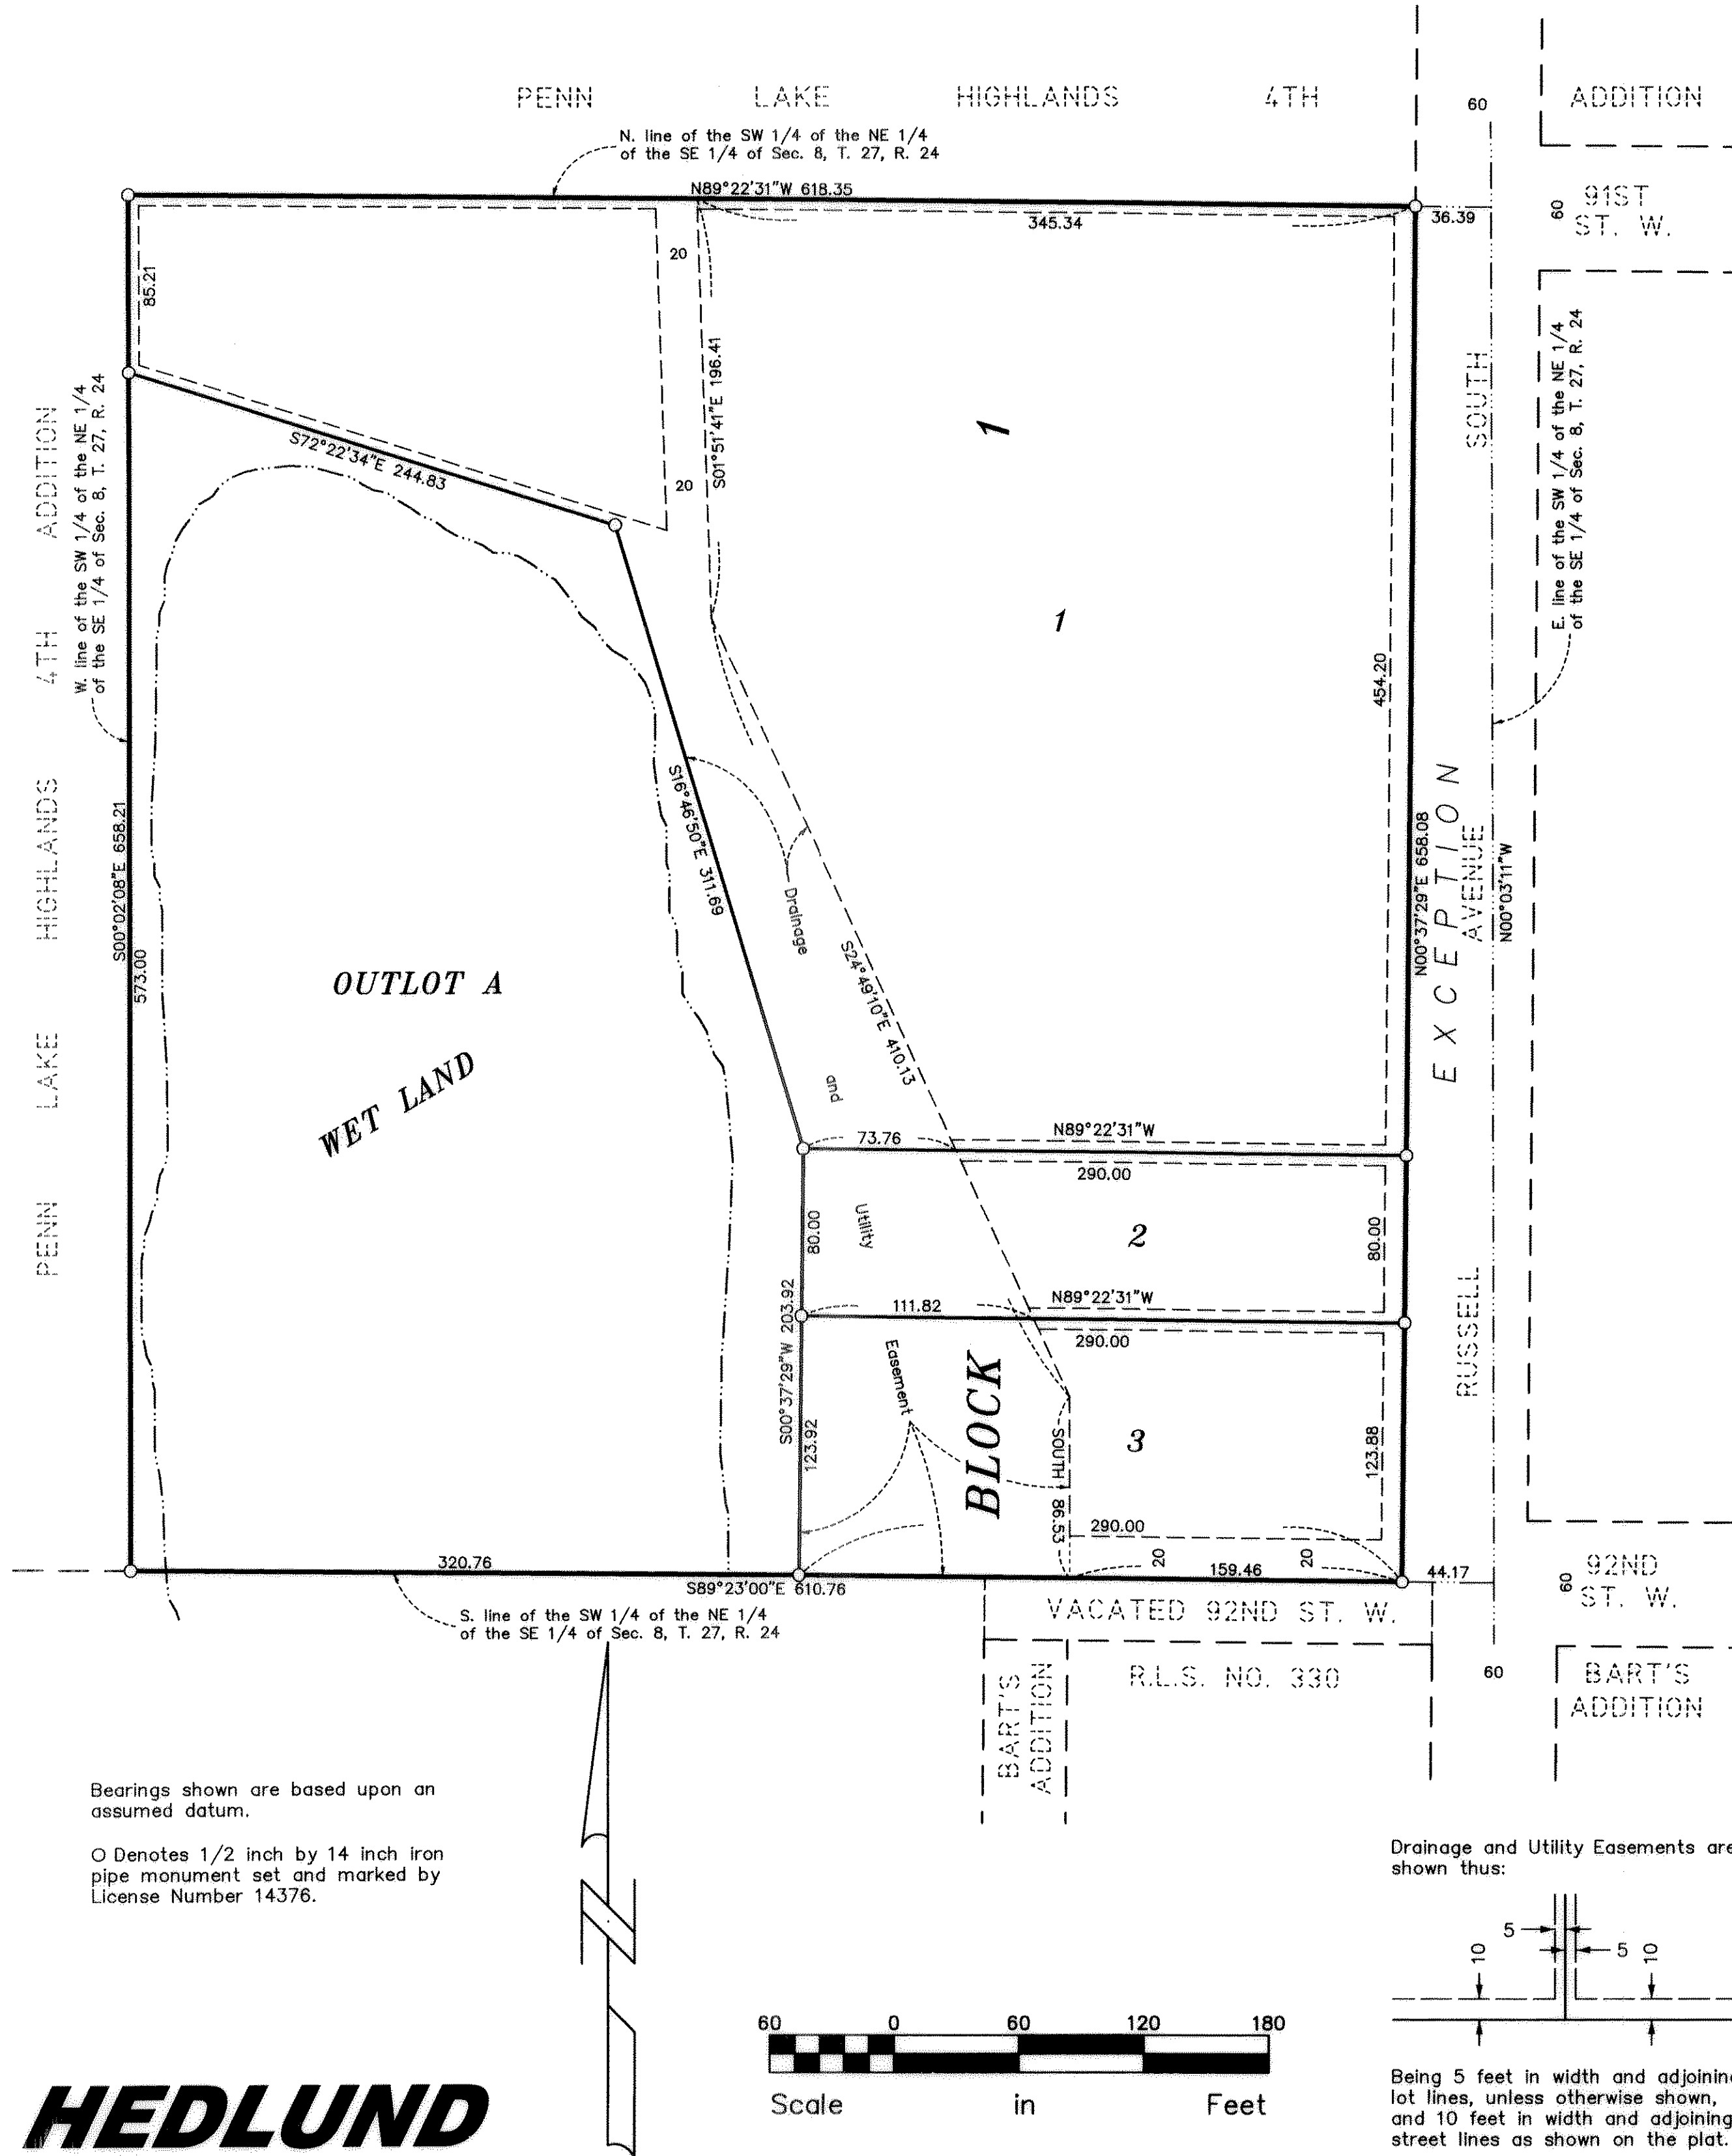 PENN LAKE HIGHLANDS 4TH ADDITION
60
N. line of the SW 1/4 of the NE 1/4
of the SE 1/4 of Sec. 8, T. 27, R. 24
N89°22'31"W 618.35
345.34
36.39
60
91ST
ST. W.
20
85.21
S01°51'41"E 196.41
S72°22'34"E 244.83
20
1
1
SOUTH
E. line of the SW 1/4 of the NE 1/4
of the SE 1/4 of Sec. 8, T. 27, R. 24
PENN LAKE HIGHLANDS 4TH ADDITION
W. line of the SW 1/4 of the NE 1/4
of the SE 1/4 of Sec. 8, T. 27, R. 24
S00°02'08"E 658.21
573.00
454.20
S16°46'50"E 311.69
Drainage
and
Utility
Easement
S24°49'10"E 410.13
N00°37'29"E 658.08
EXCEPTION
AVENUE
N00°03'11"W
OUTLOT A
WET LAND
73.76
N89°22'31"W
290.00
80.00
2
80.00
S00°37'29"W 203.92
111.82
N89°22'31"W
290.00
RUSSELL
BLOCK
SOUTH 86.53
3
123.92
123.88
290.00
20
20
159.46
44.17
320.76
S89°23'00"E 610.76
S. line of the SW 1/4 of the NE 1/4
of the SE 1/4 of Sec. 8, T. 27, R. 24
VACATED 92ND ST. W.
60
92ND
ST. W.
BART'S
ADDITION
R.L.S. NO. 330
60
BART'S
ADDITION
Bearings shown are based upon an
assumed datum.
O Denotes 1/2 inch by 14 inch iron
pipe monument set and marked by
License Number 14376.
Drainage and Utility Easements are
shown thus:
5
5
10
10
60 0 60 120 180
Scale in Feet
Being 5 feet in width and adjoining
lot lines, unless otherwise shown,
and 10 feet in width and adjoining
street lines as shown on the plat.
HEDLUND